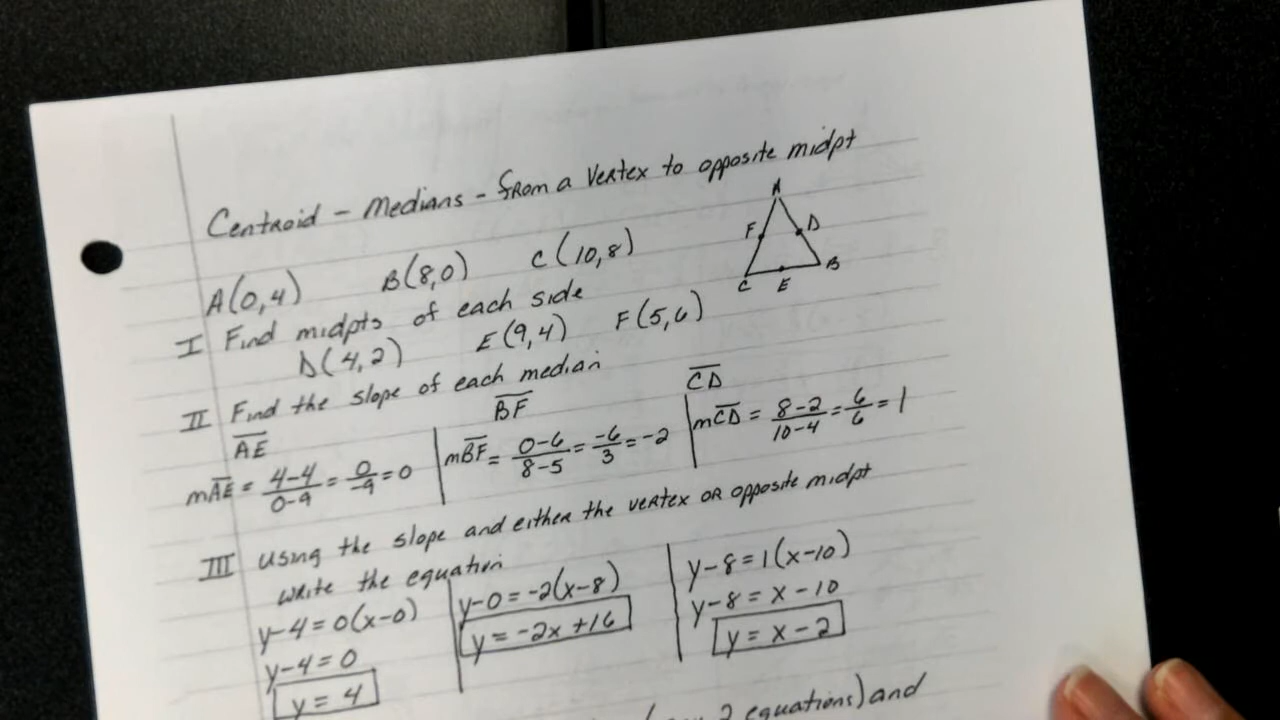 Centroid - Medians - from a vertex to opposite midpt
A(0,4) B(8,0) C(10,8)
A
F D
C E B
I Find midpts of each side
D(4,2) E(9,4) F(5,6)
II Find the slope of each median
AE BF CD
mAE = 4-4/0-9 = 0/-9 = 0 mBF = 0-6/8-5 = -6/3 = -2 mCD = 8-2/10-4 = 6/6 = 1
III Using the slope and either the vertex or opposite midpt
write the equation
y-4=0(x-0) y-0=-2(x-8) y-8=1(x-10)
y-4=0 y=-2x+16 y-8=x-10
y=4 y=x-2
2 equations) and